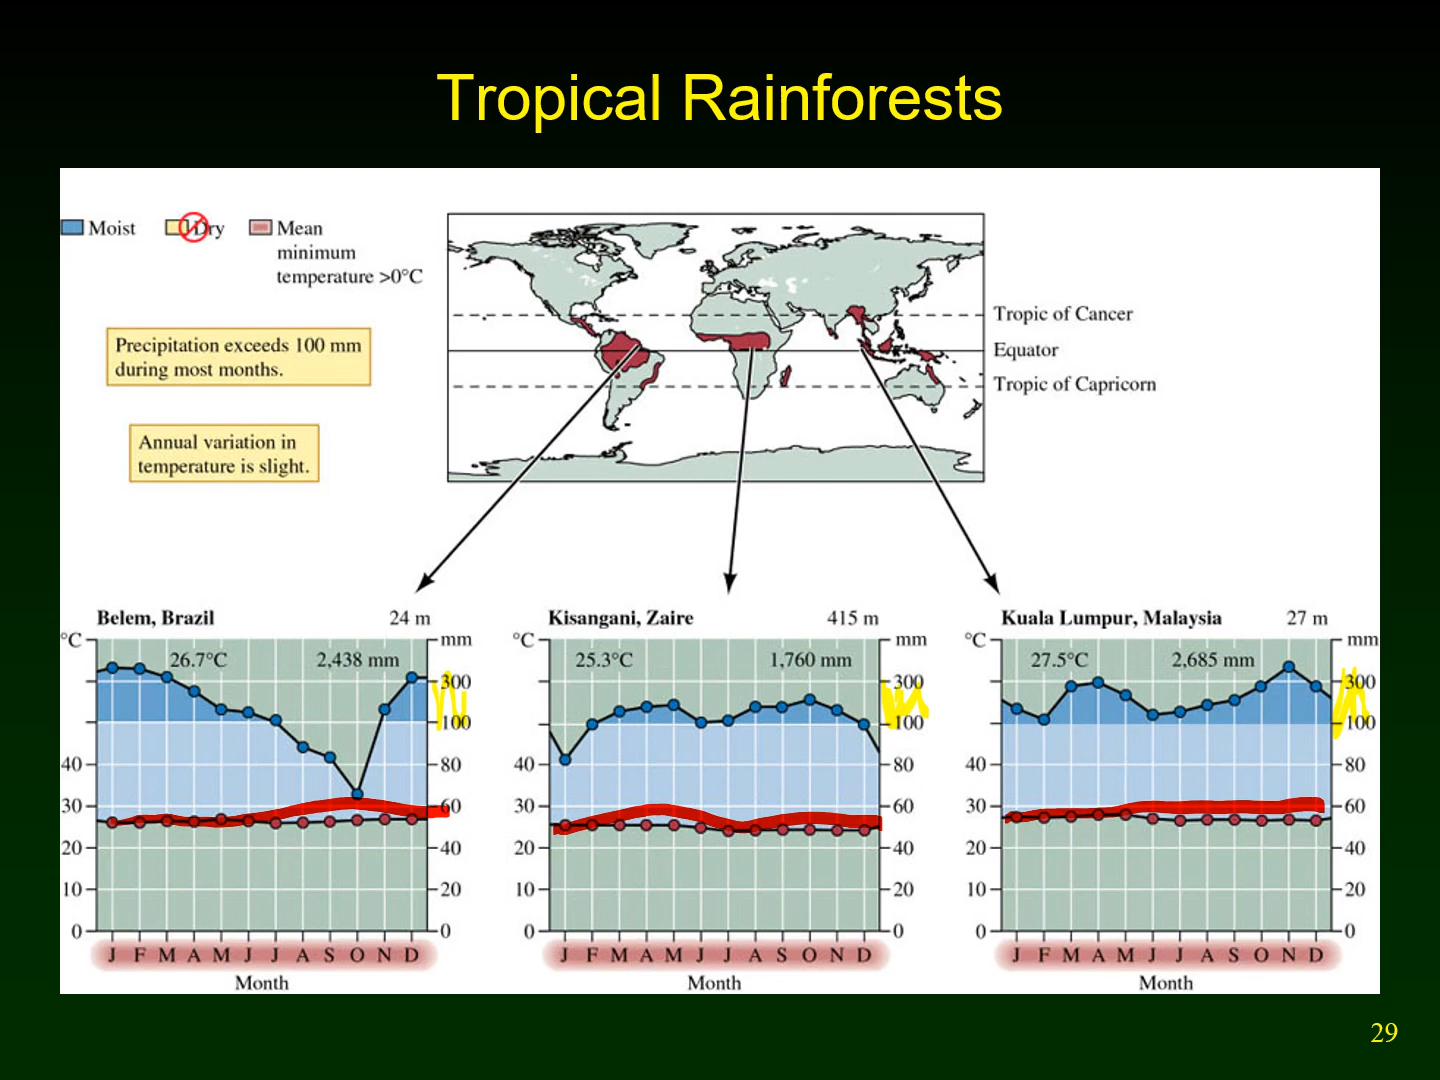 Tropical Rainforests
Moist
Dry
Mean
minimum
temperature >0°C
Precipitation exceeds 100 mm
during most months.
Annual variation in
temperature is slight.
Tropic of Cancer
Equator
Tropic of Capricorn
Belem, Brazil 24 m
°C mm
26.7°C 2,438 mm
300
100
40 80
30 60
20 40
10 20
0 0
J F M A M J J A S O N D
Month
Kisangani, Zaire 415 m
°C mm
25.3°C 1,760 mm
300
100
40 80
30 60
20 40
10 20
0 0
J F M A M J J A S O N D
Month
Kuala Lumpur, Malaysia 27 m
°C mm
27.5°C 2,685 mm
300
100
40 80
30 60
20 40
10 20
0 0
J F M A M J J A S O N D
Month
29